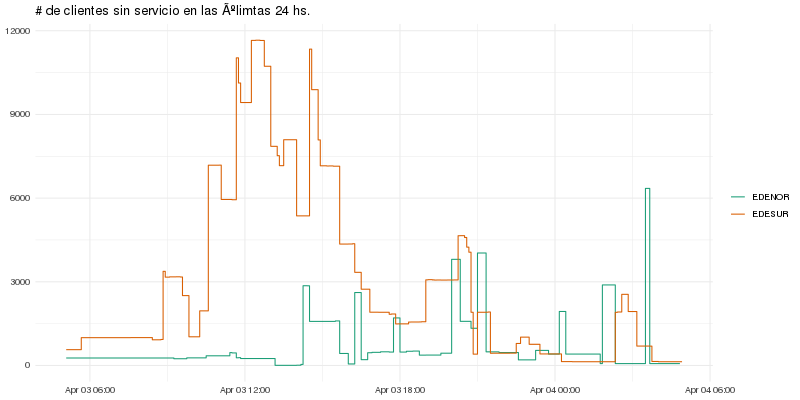 # de clientes sin servicio en las Ãºlimtas 24 hs.
12000
9000
6000
3000
0
Apr 03 06:00
Apr 03 12:00
Apr 03 18:00
Apr 04 00:00
Apr 04 06:00
EDENOR
EDESUR